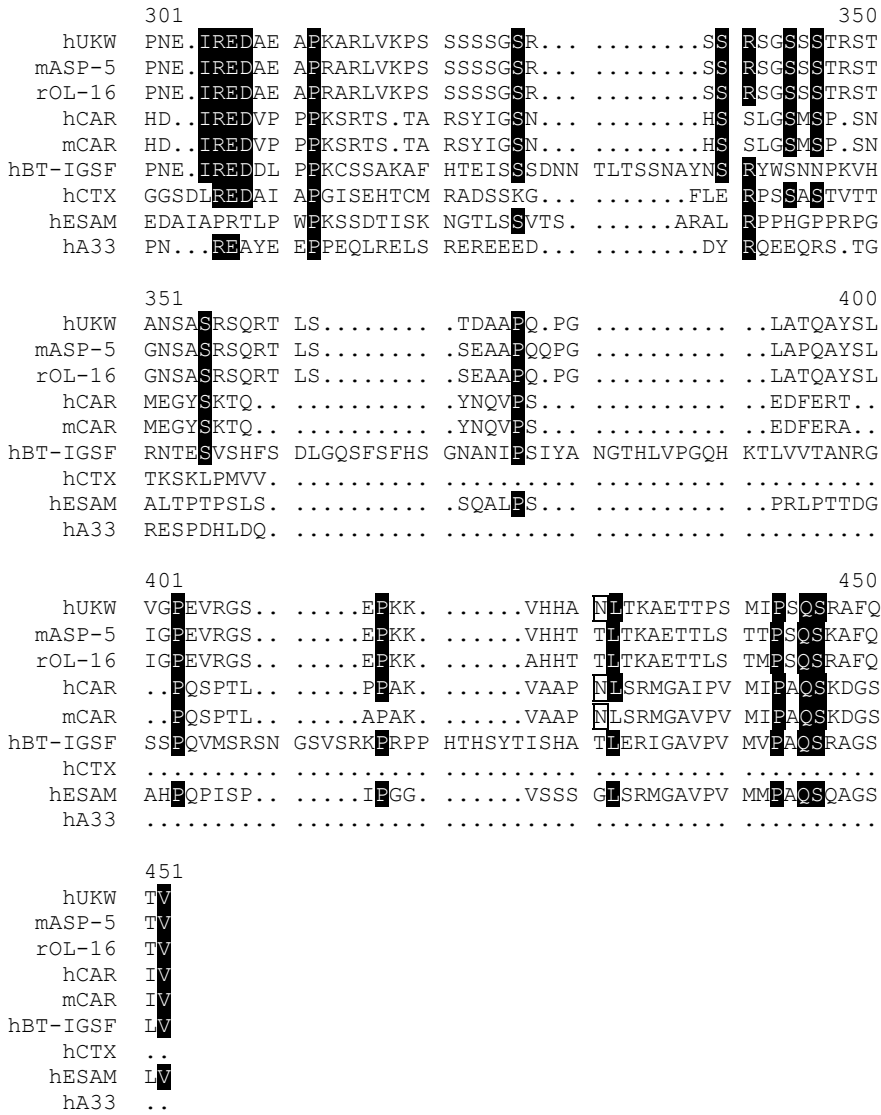 301 350
hUKW PNE.IREDAE APKARLVKPS SSSSGSR... ........SS RSGSSSTRST
mASP-5 PNE.IREDAE APRARLVKPS SSSSGSR... ........SS RSGSSSTRST
rOL-16 PNE.IREDAE APRARLVKPS SSSSGSR... ........SS RSGSSSTRST
hCAR HD..IREDVP PPKSRTS.TA RSYIGSN... ........HS SLGSMSP.SN
mCAR HD..IREDVP PPKSRTS.TA RSYIGSN... ........HS SLGSMSP.SN
hBT-IGSF PNE.IREDDL PPKCSSAKAF HTEISSSDNN TLTSSNAYNS RYWSNNPKVH
hCTX GGSDLREDAI APGISEHTCM RADSSKG... .......FLE RPSSASTVTT
hESAM EDAIAPRTLP WPKSSDTISK NGTLSSVTS. ......ARAL RPPHGPPRPG
hA33 PN...REAYE EPPEQLRELS REREEEED... ........DY RQEEQRS.TG
351 400
hUKW ANSASRSQRT LS........ .TDAAPQ.PG .......... ..LATQAYSL
mASP-5 GNSASRSQRT LS........ .SEAAPQQPG .......... ..LAPQAYSL
rOL-16 GNSASRSQRT LS........ .SEAAPQ.PG .......... ..LATQAYSL
hCAR MEGYSKTQ.. .......... .YNQVPS... .......... ..EDFERT..
mCAR MEGYSKTQ.. .......... .YNQVPS... .......... ..EDFERA..
hBT-IGSF RNTESVSHFS DLGQSFSFHS GNANIPSIYA NGTHLVPGQH KTLVVTANRG
hCTX TKSKLPMVV. .......... .......... .......... ..........
hESAM ALTPTPSLS. .......... .SQALPS... .......... ..PRLPTTDG
hA33 RESPDHLDQ. .......... .......... .......... ..........
401 450
hUKW VGPEVRGS.. .......EPKK. ......VHHA NLTKAETTPS MIPSQSRAFQ
mASP-5 IGPEVRGS.. .......EPKK. ......VHHT TLTKAETTLS TTPSQSKAFQ
rOL-16 IGPEVRGS.. .......EPKK. ......AHHT TLTKAETTLS TMPSQSRAFQ
hCAR ..PQSPTL.. .......PPAK. ......VAAP NLSRMGAIPV MIPAQSKDGS
mCAR ..PQSPTL.. .......APAK. ......VAAP NLSRMGAVPV MIPAQSKDGS
hBT-IGSF SSPQVMSRSN GSVSRKPRPP HTHSYTISHA TLERIGAVPV MVPAQSRAGS
hCTX .......... .......... .......... .......... ..........
hESAM AHPQPISP.. .......IPGG. ......VSSS GLSRMGAVPV MMPAQSQAGS
hA33 .......... .......... .......... .......... ..........
451
hUKW TV
mASP-5 TV
rOL-16 TV
hCAR IV
mCAR IV
hBT-IGSF LV
hCTX ..
hESAM LV
hA33 ..